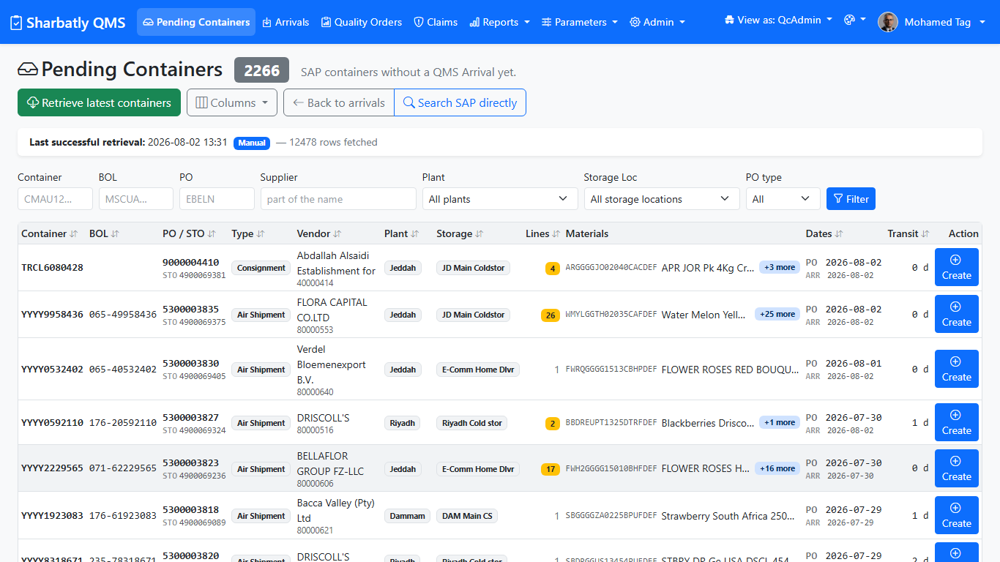 Sharbatly QMS
Pending Containers
Arrivals
Quality Orders
Claims
Reports
Parameters
Admin
View as: QcAdmin
Mohamed Tag
Pending Containers 2266 SAP containers without a QMS Arrival yet.
Retrieve latest containers
Columns
Back to arrivals
Search SAP directly
Last successful retrieval: 2026-08-02 13:31 Manual — 12478 rows fetched
Container BOL PO Supplier Plant Storage Loc PO type
CMAU12... MSCUA... EBELN part of the name All plants All storage locations All Filter
Container BOL PO / STO Type Vendor Plant Storage Lines Materials Dates Transit Action
TRCL6080428
9000004410
STO 4900069381
Consignment
Abdallah Alsaidi
Establishment for
40000414
Jeddah
JD Main Coldstor
4
ARGGGGJO02040CACDEF APR JOR Pk 4Kg Cr... +3 more
PO 2026-08-02
ARR 2026-08-02
0 d
Create
YYYY9958436
065-49958436
5300003835
STO 4900069375
Air Shipment
FLORA CAPITAL
CO.LTD
80000553
Jeddah
JD Main Coldstor
26
WMYLGGTH02035CAFDEF Water Melon Yell... +25 more
PO 2026-08-02
ARR 2026-08-02
0 d
Create
YYYY0532402
065-40532402
5300003830
STO 4900069405
Air Shipment
Verdel
Bloemenexport
B.V.
80000640
Jeddah
E-Comm Home Dlvr
1
FWRQGGGG1513CBHPDEF FLOWER ROSES RED BOUQU...
PO 2026-08-01
ARR 2026-08-02
0 d
Create
YYYY0592110
176-20592110
5300003827
STO 4900069324
Air Shipment
DRISCOLL'S
80000516
Riyadh
Riyadh Cold stor
2
BBDREUPT1325DTRFDEF Blackberries Drisco... +1 more
PO 2026-07-30
ARR 2026-08-02
1 d
Create
YYYY2229565
071-62229565
5300003823
STO 4900069236
Air Shipment
BELLAFLOR
GROUP FZ-LLC
80000606
Jeddah
E-Comm Home Dlvr
17
FWH2GGGG15010BHFDEF FLOWER ROSES H... +16 more
PO 2026-07-30
ARR 2026-07-30
0 d
Create
YYYY1923083
176-61923083
5300003818
STO 4900069089
Air Shipment
Bacca Valley (Pty)
Ltd
80000621
Dammam
DAM Main CS
1
SBGGGGZA0225BPUFDEF Strawberry South Africa 250...
PO 2026-07-29
ARR 2026-07-29
1 d
Create
YYYY8318671
235-78318671
5300003820
Air Shipment
DRISCOLL'S
Riyadh
Riyadh Cold stor
1
SBDRGGUS13454PUFDEF STBRY DR Ge USA DSCL 454
PO 2026-07-29
2 d